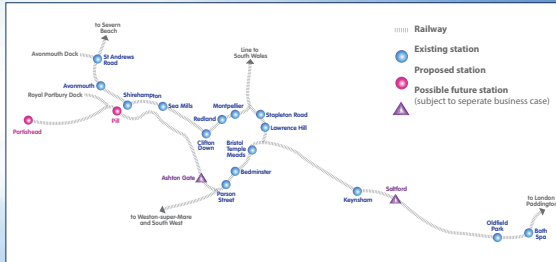 to Severn
Beach
Avonmouth Dock
St Andrews
Road
Avonmouth
Royal Portbury Dock
Shirehampton
Sea Mills
Pill
Portishead
Line to
South Wales
Montpellier
Redland
Clifton
Down
Stapleton Road
Lawrence Hill
Bristol
Temple
Meads
Bedminster
Ashton Gate
Parson
Street
to Weston-super-Mare
and South West
Keynsham
Saltford
Oldfield
Park
Bath
Spa
to London
Paddington
Railway
Existing station
Proposed station
Possible future station
(subject to seperate business case)